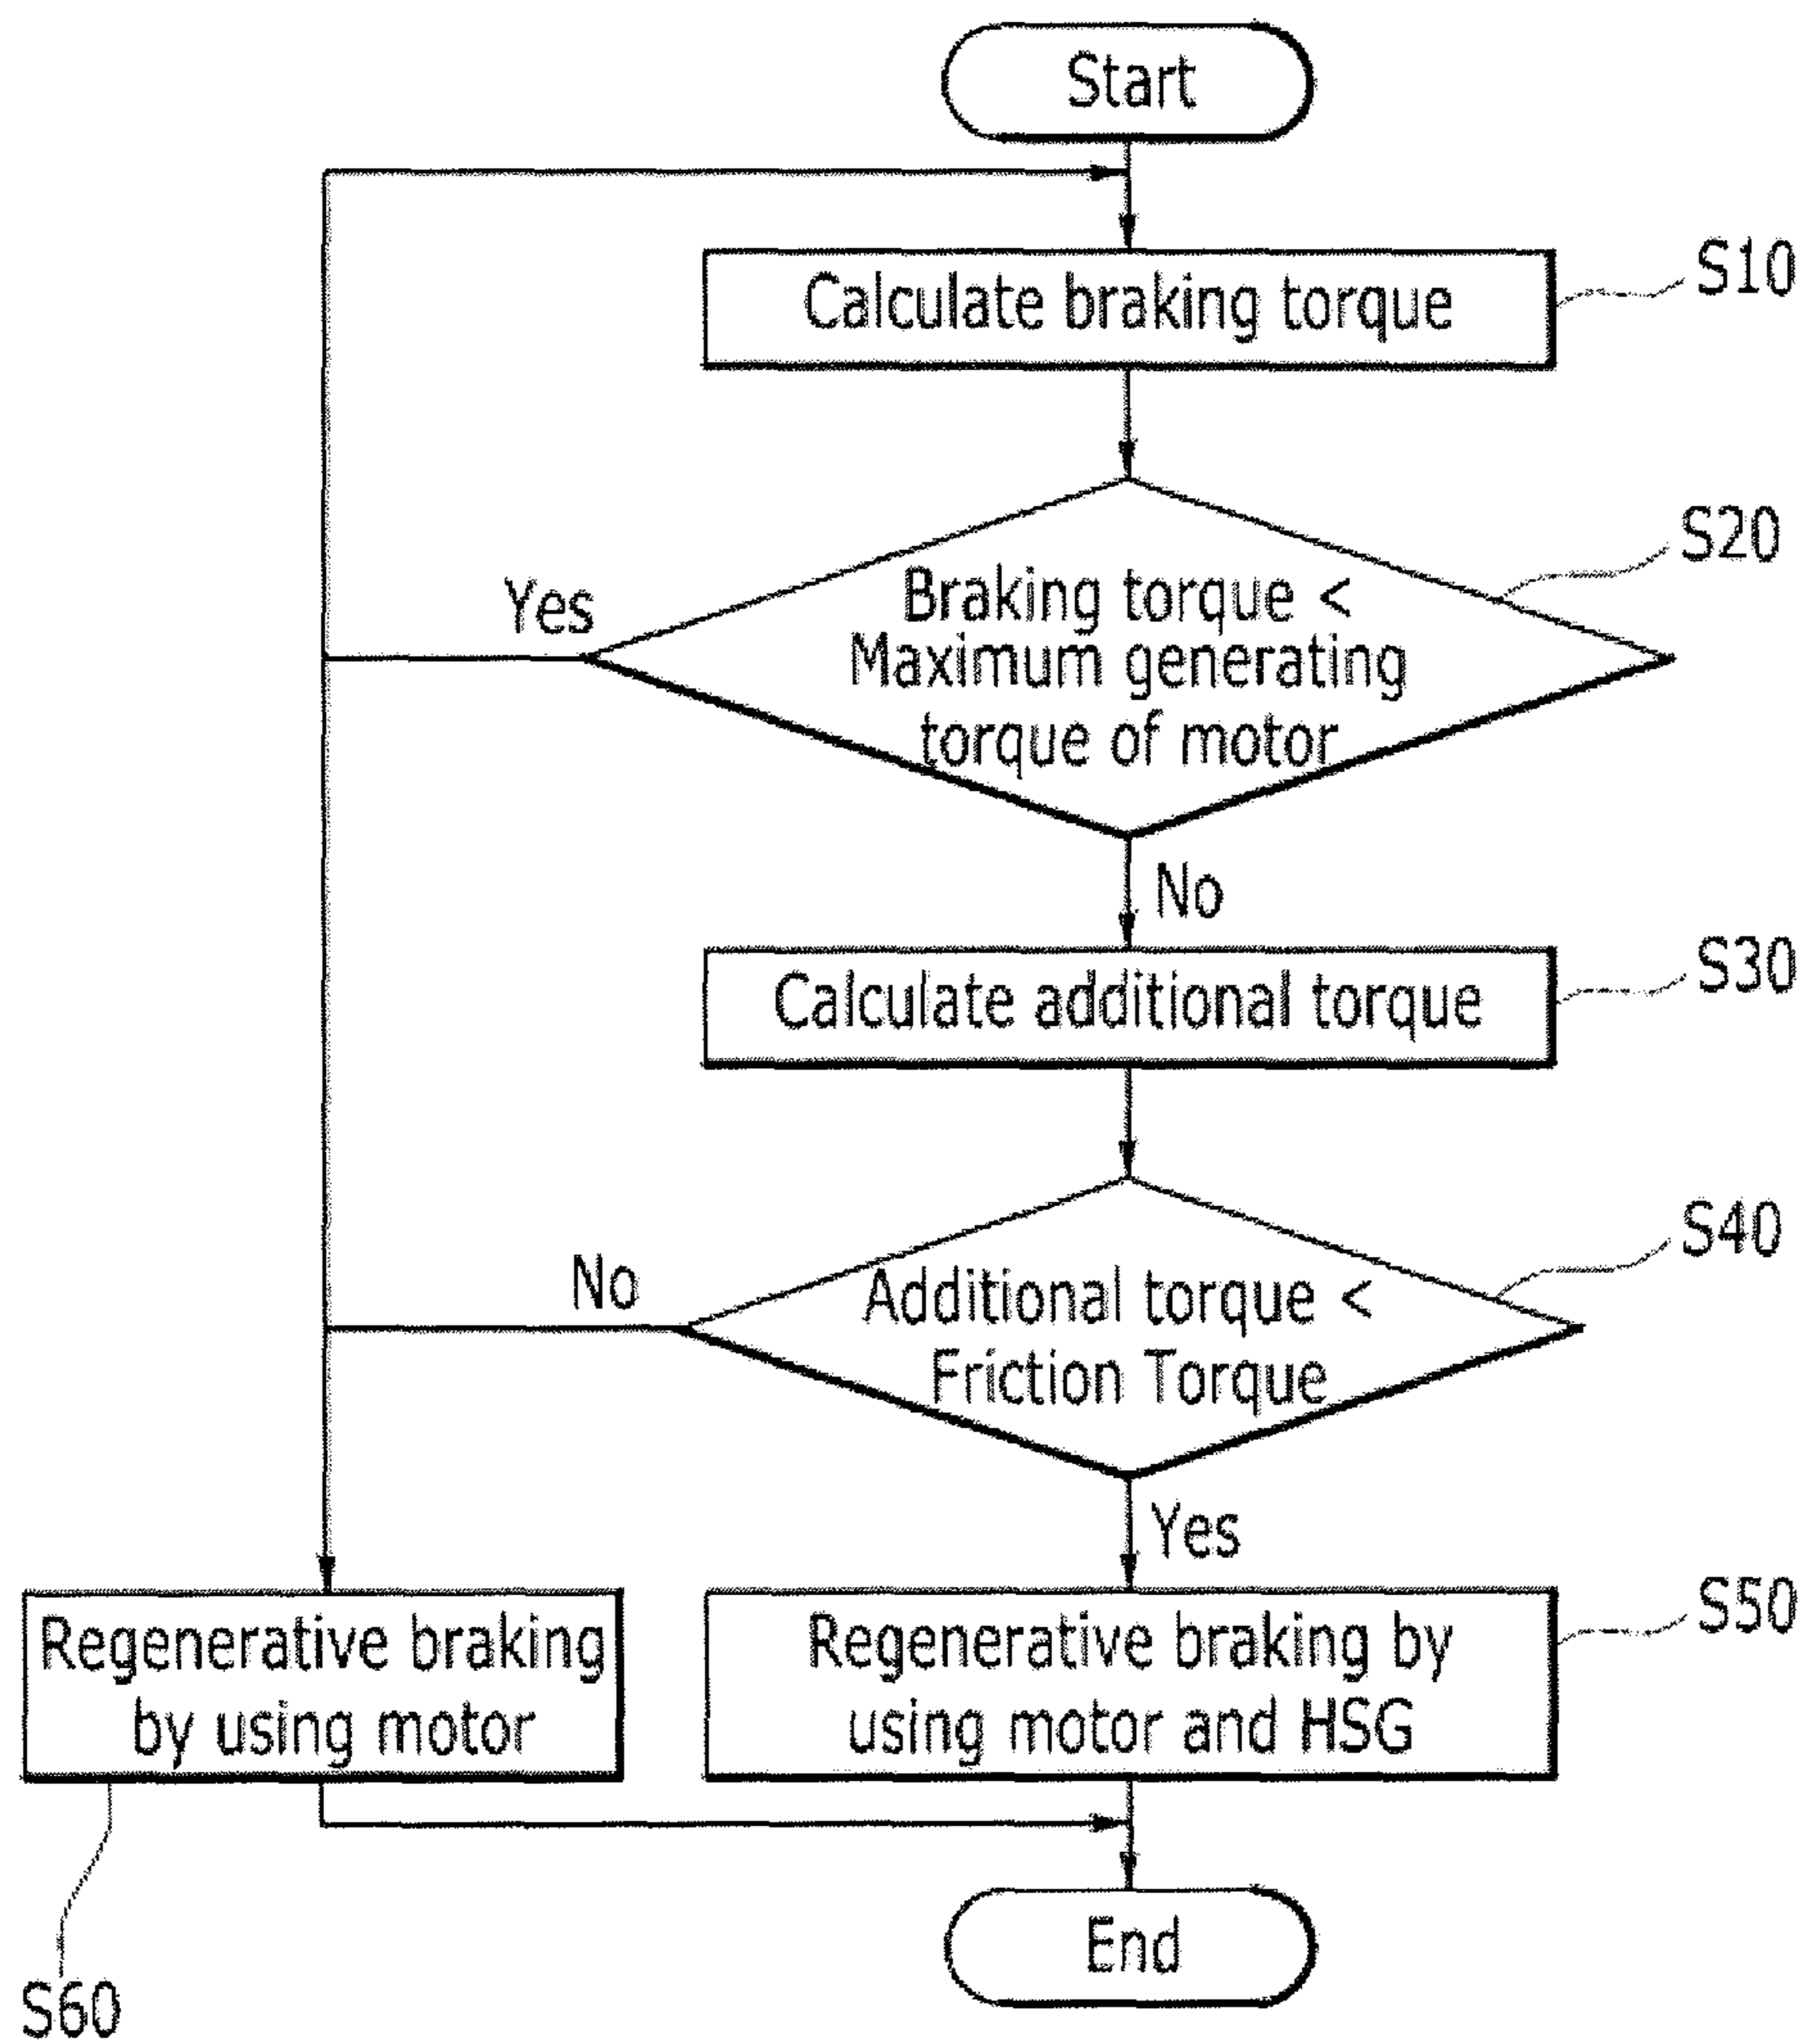 Start
Calculate braking torque
S10
S20
Braking torque <
Maximum generating
torque of motor
Yes
No
Calculate additional torque
S30
S40
Additional torque <
Friction Torque
No
Yes
Regenerative braking
by using motor
Regenerative braking by
using motor and HSG
S50
End
S60